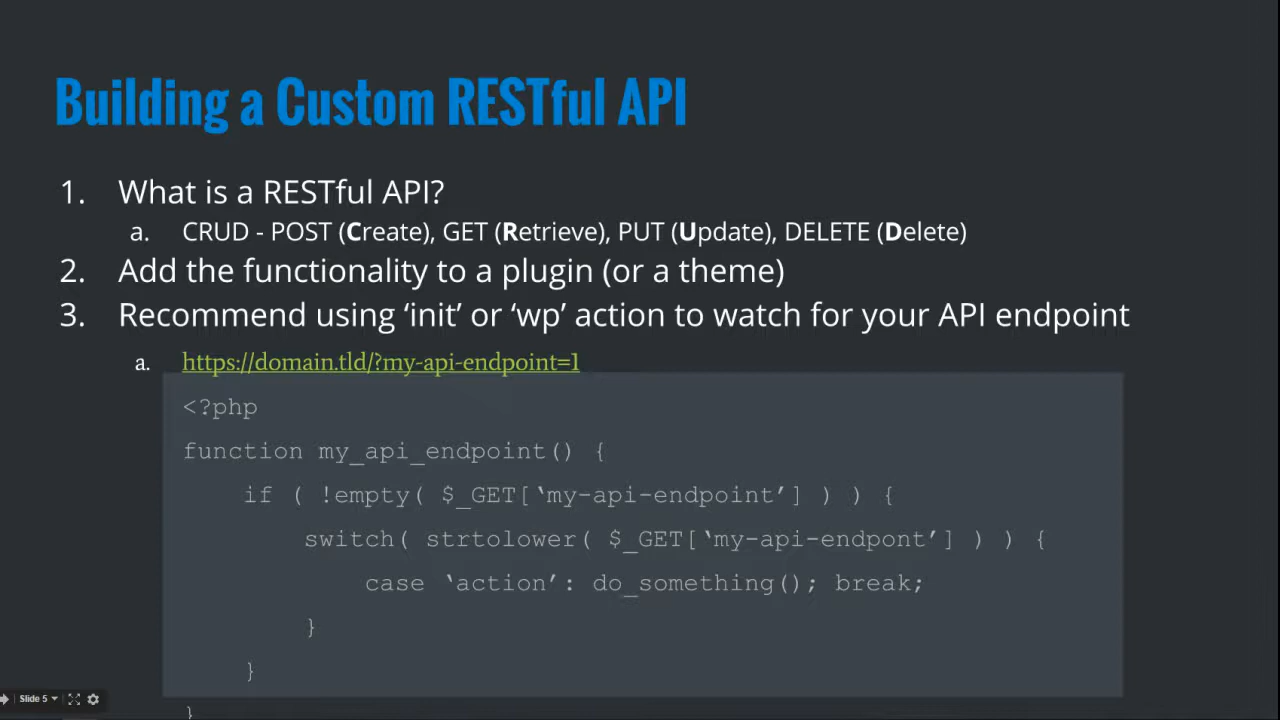 Building a Custom RESTful API
1. What is a RESTful API?
a. CRUD - POST (Create), GET (Retrieve), PUT (Update), DELETE (Delete)
2. Add the functionality to a plugin (or a theme)
3. Recommend using ‘init’ or ‘wp’ action to watch for your API endpoint
a. https://domain.tld/?my-api-endpoint=1
<?php
function my_api_endpoint() {
if ( !empty( $_GET[‘my-api-endpoint’] ) ) {
switch( strtolower( $_GET[‘my-api-endpont’] ) ) {
case ‘action’: do_something(); break;
}
}
}
Slide 5